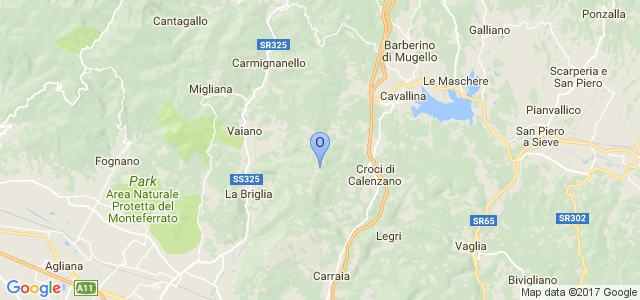 Cantagallo
Ponzalla
Galliano
SR325
Barberino
di Mugello
Carmignanello
Le Maschere
Scarperia e
San Piero
Migliana
Cavallina
Pianvallico
Vaiano
San Piero
a Sieve
O
Fognano
Croci di
Calenzano
Park
Area Naturale
Protetta del
Monteferrato
SS325
La Briglia
SR65
SR302
Legri
Vaglia
Agliana
Carraia
Bivigliano
A11
Google
Map data ©2017 Google